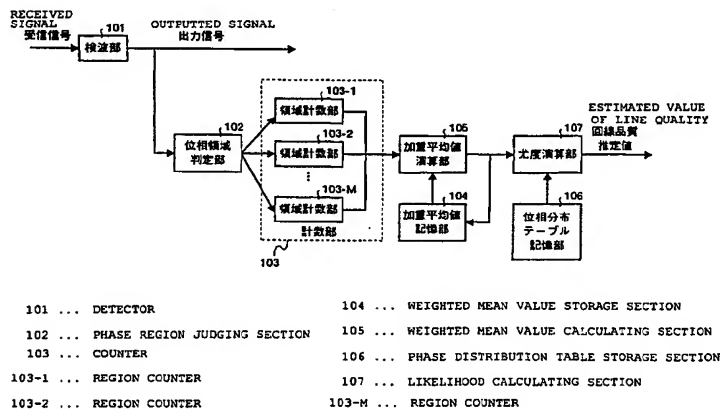 RECEIVED
SIGNAL
受信信号
101
検波部
OUTPUTTED SIGNAL
出力信号
102
位相領域
判定部
103-1
領域計数部
103-2
領域計数部
⋮
103-M
領域計数部
計数部
103
105
加重平均値
演算部
104
加重平均値
記憶部
107
尤度演算部
106
位相分布
テーブル
記憶部
ESTIMATED VALUE
OF LINE QUALITY
回線品質
推定値
101 ... DETECTOR
102 ... PHASE REGION JUDGING SECTION
103 ... COUNTER
103-1 ... REGION COUNTER
103-2 ... REGION COUNTER
104 ... WEIGHTED MEAN VALUE STORAGE SECTION
105 ... WEIGHTED MEAN VALUE CALCULATING SECTION
106 ... PHASE DISTRIBUTION TABLE STORAGE SECTION
107 ... LIKELIHOOD CALCULATING SECTION
103-M ... REGION COUNTER